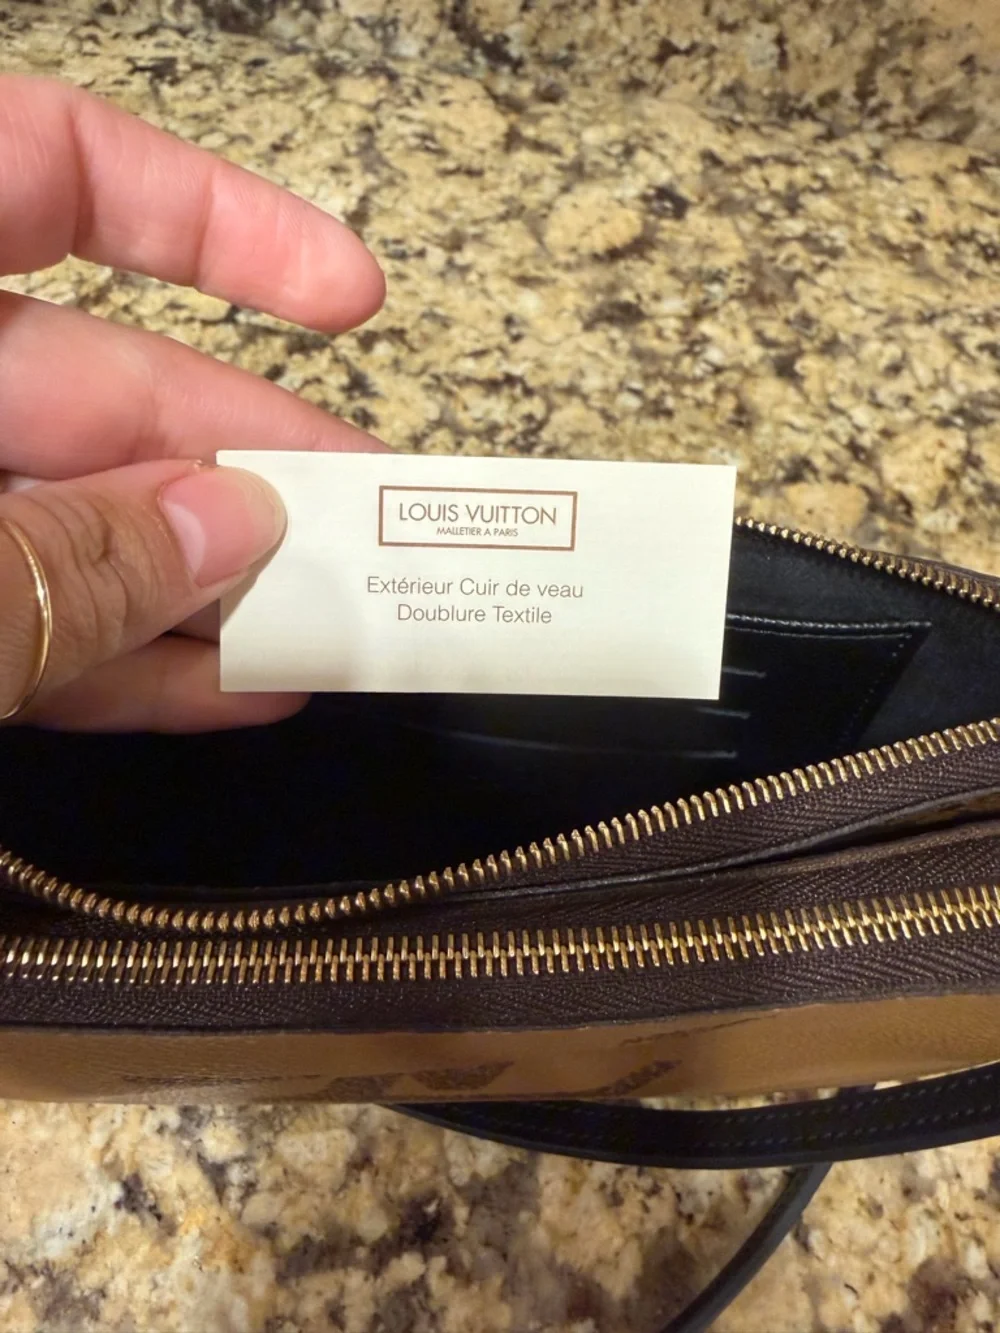 LOUIS VUITTON
MALLETIER A PARIS
Extérieur Cuir de veau
Doublure Textile